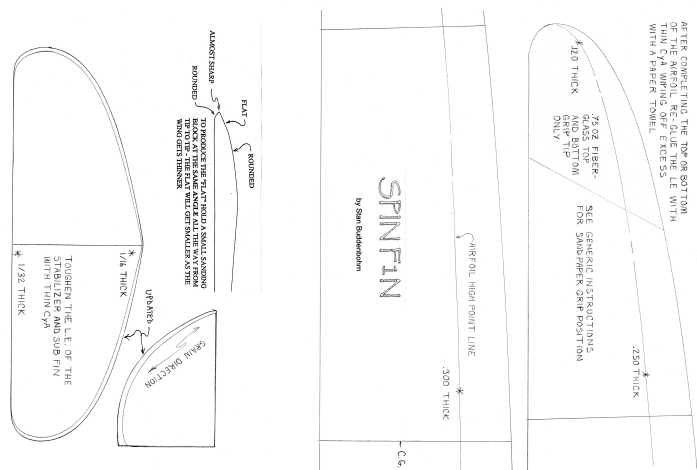 AFTER COMPLETING THE TOP OR BOTTOM
OF THE AIRFOIL RE-GLUE THE LE WITH
THIN CYA WIPING OFF EXCESS
WITH A PAPER TOWEL
* .120 THICK
.75 OZ FIBER-
GLASS TOP
AND BOTTOM
GRIP TIP
ONLY
SEE GENERIC INSTRUCTIONS
FOR SANDPAPER GRIP POSITION
.250 THICK
*
SPIN F1N
by Stan Buddenbohm
AIRFOIL HIGH POINT LINE
.300 THICK
*
C.G.
FLAT
ROUNDED
ALMOST SHARP
ROUNDED
TO PRODUCE THE "FLAT" HOLD A SMALL SANDING
BLOCK AT THE SAME ANGLE ALL THE WAY FROM
TIP TO TIP - THE FLAT WILL GET SMALLER AS THE
WING GETS THINNER
UPDATED
GRAIN DIRECTION
* 1/16 THICK
* 1/32 THICK
TOUGHEN THE L.E. OF THE
STABILIZER AND SUB FIN
WITH THIN CYA